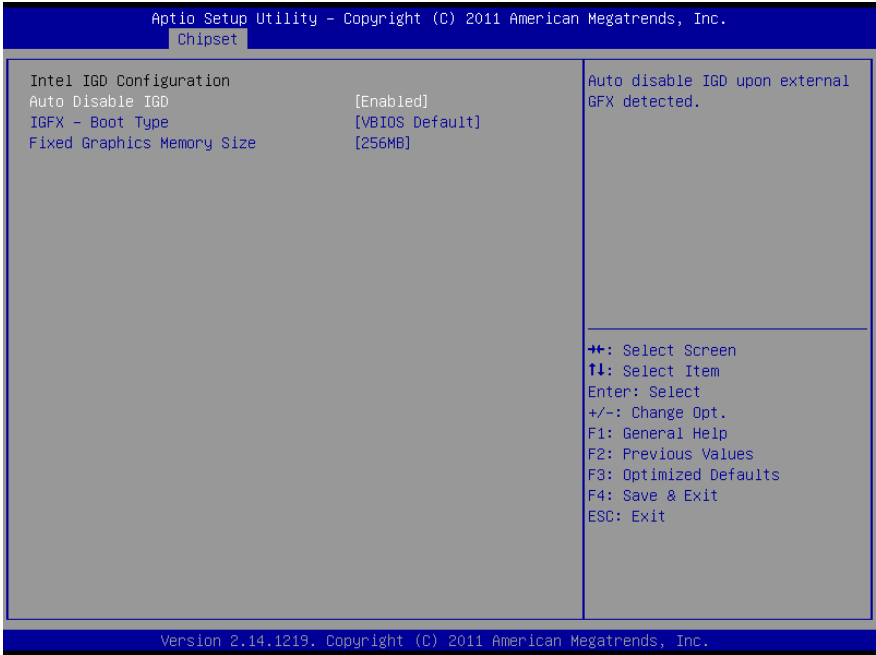 Aptio Setup Utility – Copyright (C) 2011 American Megatrends, Inc.
Chipset
Intel IGD Configuration
Auto Disable IGD [Enabled]
IGFX – Boot Type [VBIOS Default]
Fixed Graphics Memory Size [256MB]
Auto disable IGD upon external
GFX detected.
→←: Select Screen
↑↓: Select Item
Enter: Select
+/-: Change Opt.
F1: General Help
F2: Previous Values
F3: Optimized Defaults
F4: Save & Exit
ESC: Exit
Version 2.14.1219. Copyright (C) 2011 American Megatrends, Inc.